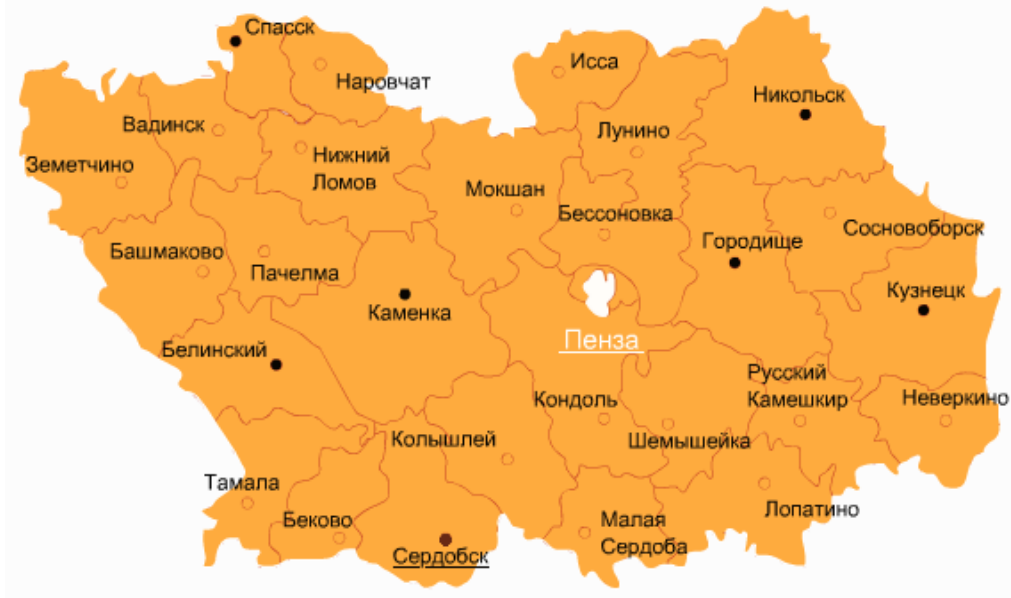 Спасск
Наровчат
Исса
Никольск
Вадинск
Лунино
Земетчино
Нижний
Ломов
Мокшан
Бессоновка
Сосновоборск
Башмаково
Пачелма
Городище
Кузнецк
Каменка
Пенза
Белинский
Русский
Камешкир
Неверкино
Кондоль
Колышлей
Шемышейка
Тамала
Беково
Лопатино
Малая
Сердоба
Сердобск